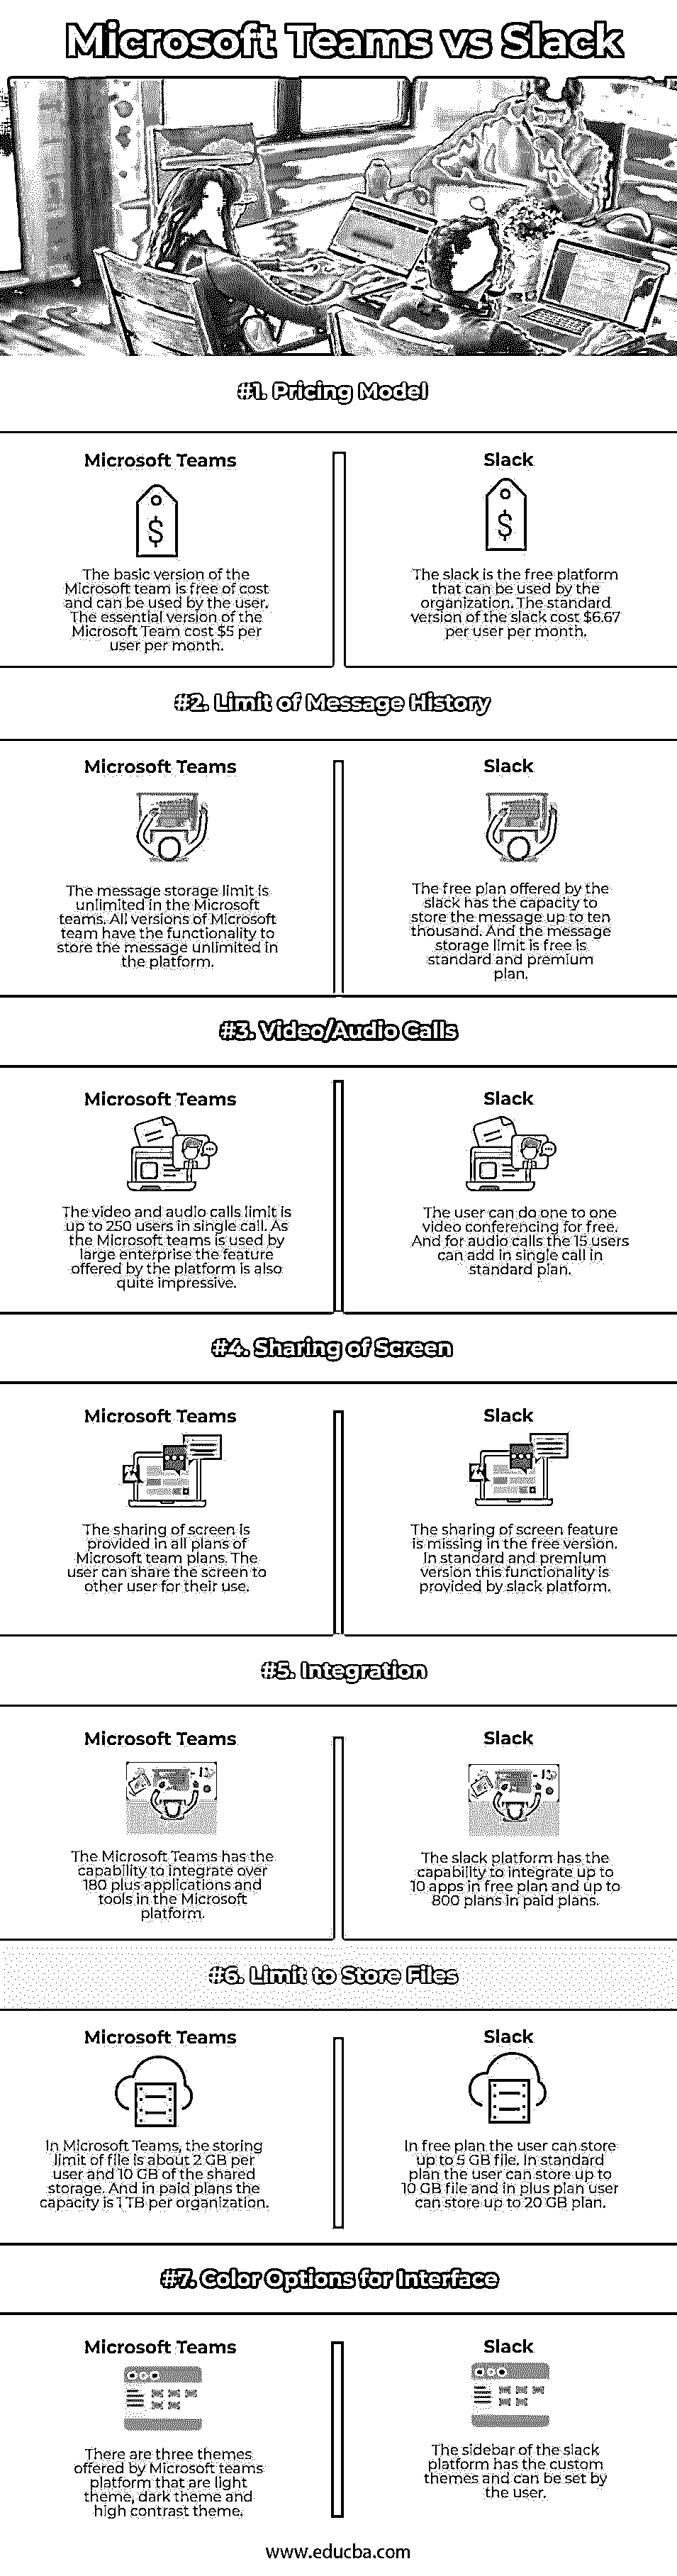 Microsoft Teams vs Slack
#1. Pricing Model
Microsoft Teams
The basic version of the
Microsoft team is free of cost
and can be used by the user.
The essential version of the
Microsoft Team cost $5 per
user per month.
Slack
The slack is the free platform
that can be used by the
organization. The standard
version of the slack cost $6.67
per user per month.
#2. Limit of Message History
Microsoft Teams
The message storage limit is
unlimited in the Microsoft
teams. All versions of Microsoft
team have the functionality to
store the message unlimited in
the platform.
Slack
The free plan offered by the
slack has the capacity to
store the message up to ten
thousand. And the message
storage limit is free is
standard and premium
plan.
#3. Video/Audio Calls
Microsoft Teams
The video and audio calls limit is
up to 250 users in single call. As
the Microsoft teams is used by
large enterprise the feature
offered by the platform is also
quite impressive.
Slack
The user can do one to one
video conferencing for free.
And for audio calls the 15 users
can add in single call in
standard plan.
#4. Sharing of Screen
Microsoft Teams
The sharing of screen is
provided in all plans of
Microsoft team plans. The
user can share the screen to
other user for their use.
Slack
The sharing of screen feature
is missing in the free version.
In standard and premium
version this functionality is
provided by slack platform.
#5. Integration
Microsoft Teams
The Microsoft Teams has the
capability to integrate over
180 plus applications and
tools in the Microsoft
platform.
Slack
The slack platform has the
capability to integrate up to
10 apps in free plan and up to
800 plans in paid plans.
#6. Limit to Store Files
Microsoft Teams
In Microsoft Teams, the storing
limit of file is about 2 GB per
user and 10 GB of the shared
storage. And in paid plans the
capacity is 1 TB per organization.
Slack
In free plan the user can store
up to 5 GB file. In standard
plan the user can store up to
10 GB file and in plus plan user
can store up to 20 GB plan.
#7. Color Options for Interface
Microsoft Teams
There are three themes
offered by Microsoft teams
platform that are light
theme, dark theme and
high contrast theme.
Slack
The sidebar of the slack
platform has the custom
themes and can be set by
the user.
www.educba.com